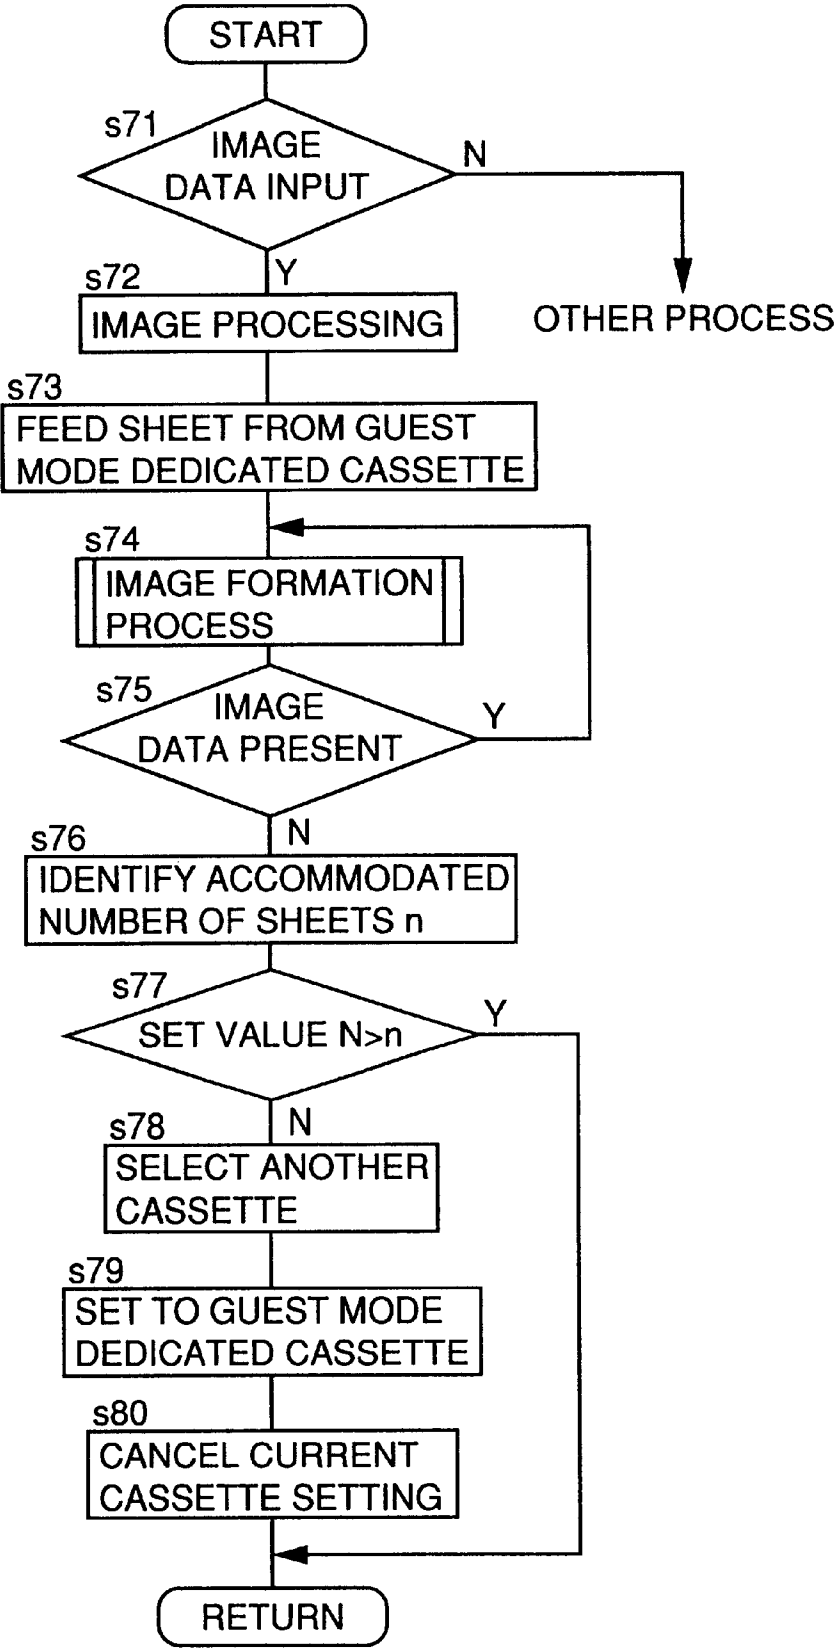 START
s71
IMAGE
DATA INPUT
N
Y
s72
IMAGE PROCESSING
OTHER PROCESS
s73
FEED SHEET FROM GUEST
MODE DEDICATED CASSETTE
s74
IMAGE FORMATION
PROCESS
s75
IMAGE
DATA PRESENT
Y
N
s76
IDENTIFY ACCOMMODATED
NUMBER OF SHEETS n
s77
SET VALUE N>n
Y
N
s78
SELECT ANOTHER
CASSETTE
s79
SET TO GUEST MODE
DEDICATED CASSETTE
s80
CANCEL CURRENT
CASSETTE SETTING
RETURN